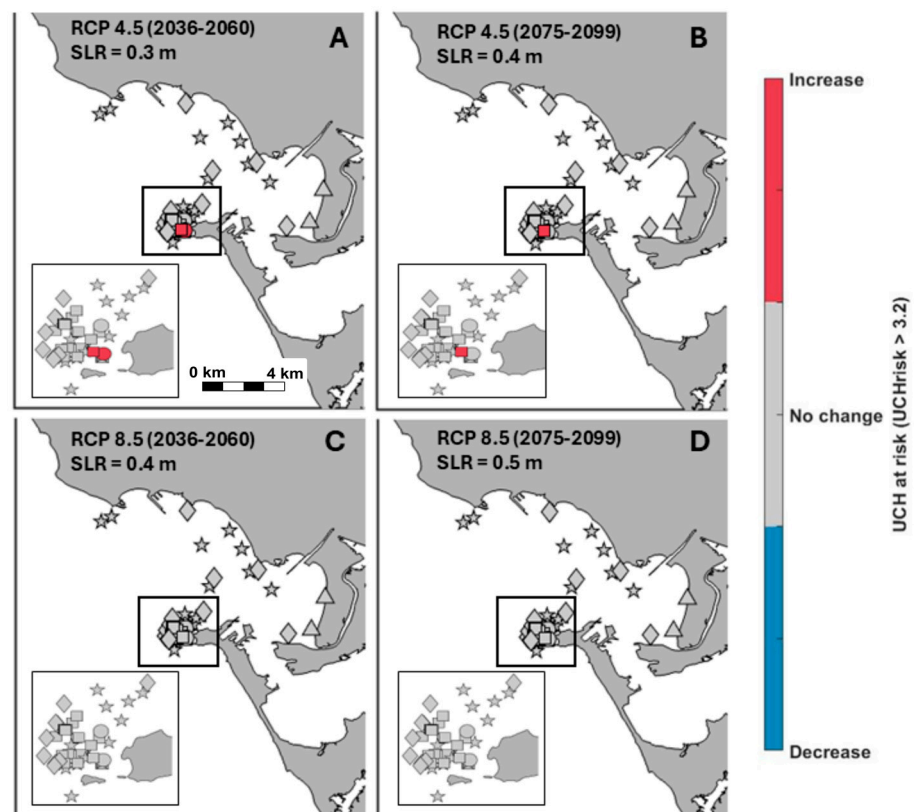 RCP 4.5 (2036-2060)
SLR = 0.3 m
A
RCP 4.5 (2075-2099)
SLR = 0.4 m
B
0 km 4 km
RCP 8.5 (2036-2060)
SLR = 0.4 m
C
RCP 8.5 (2075-2099)
SLR = 0.5 m
D
Increase
No change
Decrease
UCH at risk (UCHrisk > 3.2)